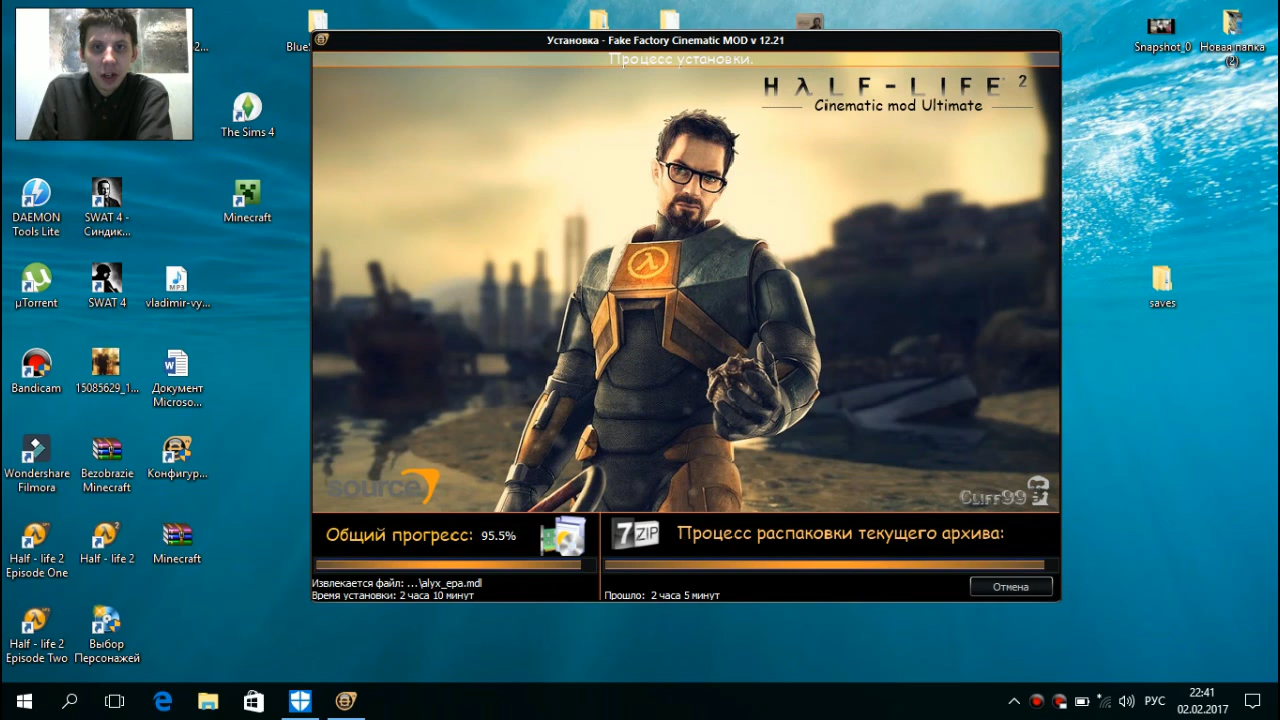 Установка - Fake Factory Cinematic MOD v 12.21
Процесс установки.
HλLF-LIFE 2
Cinematic mod Ultimate
source
CLIFF99
Общий прогресс: 95.5%
7ZIP
Процесс распаковки текущего архива:
Извлекается файл: ...\alyx_epa.mdl
Время установки: 2 часа 10 минут
Прошло: 2 часа 5 минут
Отмена
2...
The Sims 4
DAEMON Tools Lite
SWAT 4 - Синдик...
Minecraft
µTorrent
SWAT 4
MP3
vladimir-vy...
Bandicam
15085629_1...
Документ Microso...
Wondershare Filmora
Bezobrazie Minecraft
Конфигур...
Half - life 2 Episode One
Half - life 2
Minecraft
Half - life 2 Episode Two
Выбор Персонажей
Snapshot_0
Новая папка (2)
saves
РУС
22:41
02.02.2017